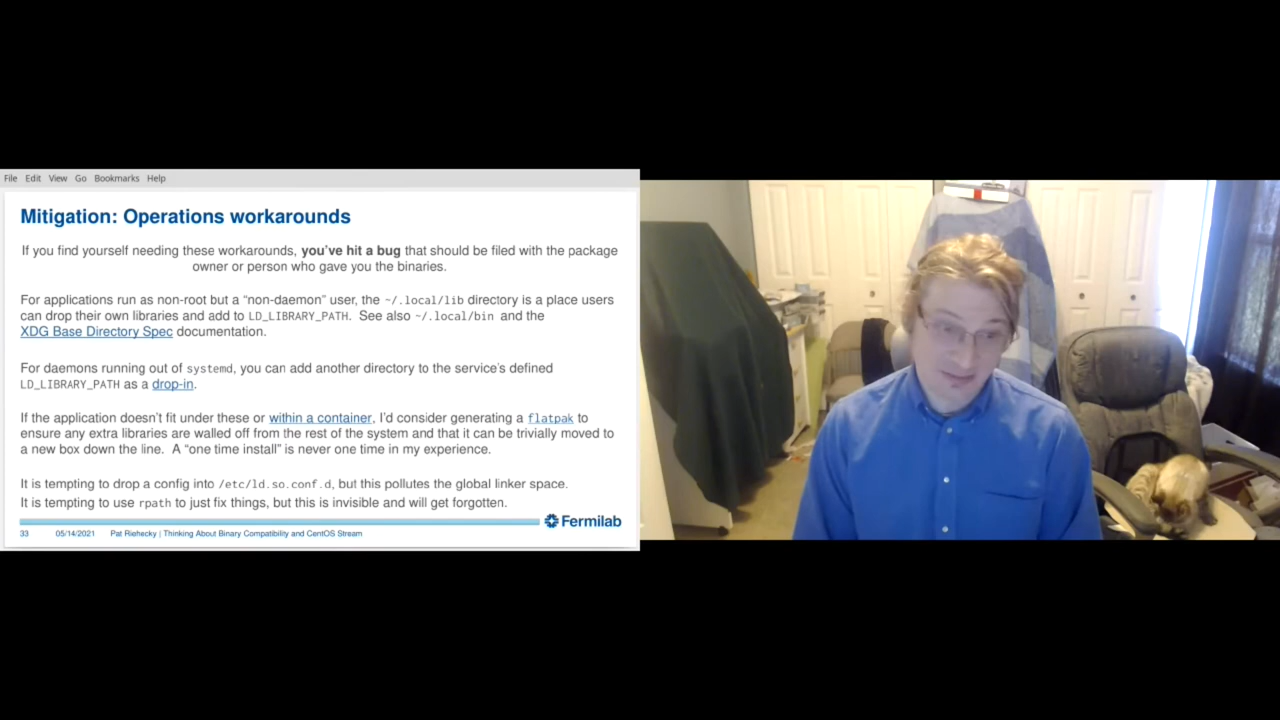 File Edit View Go Bookmarks Help
Mitigation: Operations workarounds
If you find yourself needing these workarounds, you've hit a bug that should be filed with the package
owner or person who gave you the binaries.
For applications run as non-root but a “non-daemon” user, the ~/.local/lib directory is a place users
can drop their own libraries and add to LD_LIBRARY_PATH. See also ~/.local/bin and the
XDG Base Directory Spec documentation.
For daemons running out of systemd, you can add another directory to the service's defined
LD_LIBRARY_PATH as a drop-in.
If the application doesn't fit under these or within a container, I'd consider generating a flatpak to
ensure any extra libraries are walled off from the rest of the system and that it can be trivially moved to
a new box down the line. A “one time install” is never one time in my experience.
It is tempting to drop a config into /etc/ld.so.conf.d, but this pollutes the global linker space.
It is tempting to use rpath to just fix things, but this is invisible and will get forgotten.
Fermilab
33 05/14/2021 Pat Riehecky | Thinking About Binary Compatibility and CentOS Stream